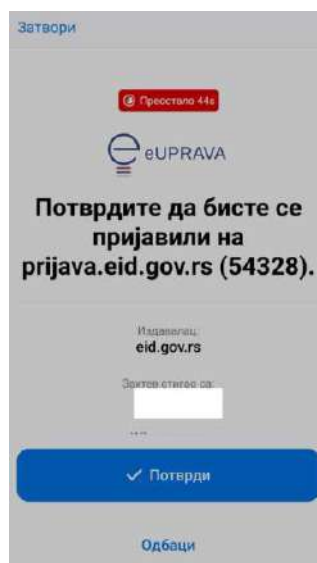 Затвори
Преостало 44s
eUPRAVA
Потврдите да бисте се
пријавили на
prijava.eid.gov.rs (54328).
Издавалац:
eid.gov.rs
Захтев стигао са:
Потврди
Одбаци